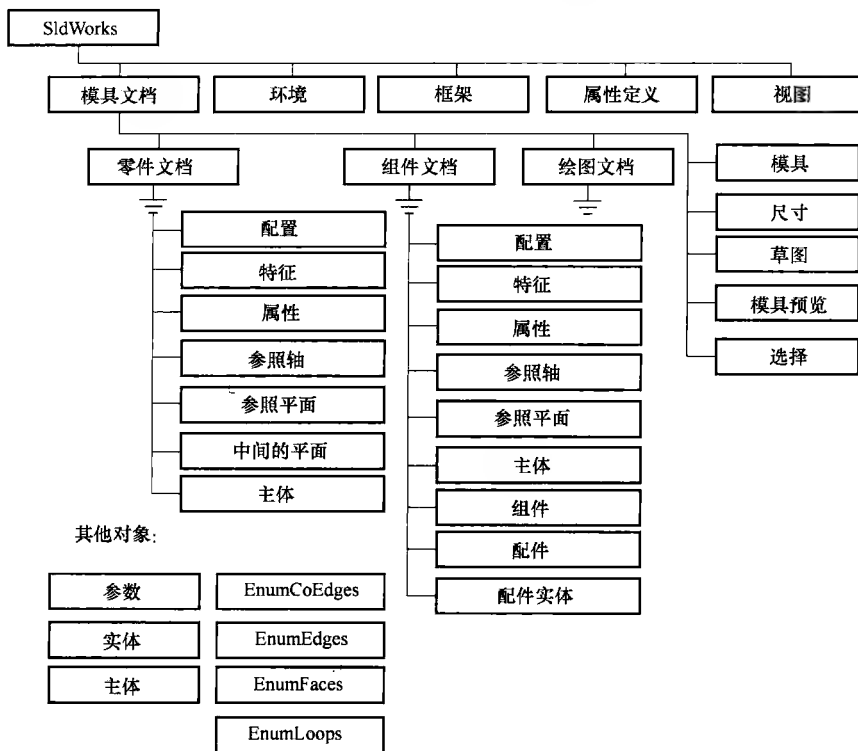 SldWorks
模具文档
环境
框架
属性定义
视图
零件文档
组件文档
绘图文档
模具
尺寸
草图
模具预览
选择
配置
特征
属性
参照轴
参照平面
中间的平面
主体
配置
特征
属性
参照轴
参照平面
主体
组件
配件
配件实体
其他对象:
参数
EnumCoEdges
实体
EnumEdges
主体
EnumFaces
EnumLoops